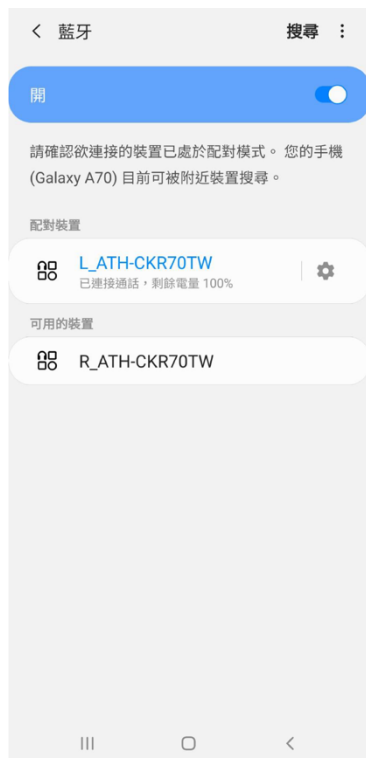 藍牙
搜尋
開
請確認欲連接的裝置已處於配對模式。您的手機
(Galaxy A70) 目前可被附近裝置搜尋。
配對裝置
L_ATH-CKR70TW
已連接通話，剩餘電量 100%
可用的裝置
R_ATH-CKR70TW